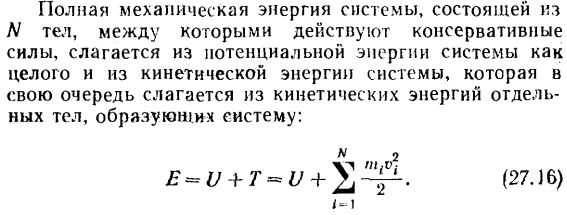 Полная механическая энергия системы, состоящей из
N тел, между которыми действуют консервативные
силы, слагается из потенциальной энергии системы как
целого и из кинетической энергии системы, которая в
свою очередь слагается из кинетических энергий отдель-
ных тел, образующих систему:
E = U + T = U + \sum_{i=1}^{N} \frac{m_i v_i^2}{2}. (27.16)